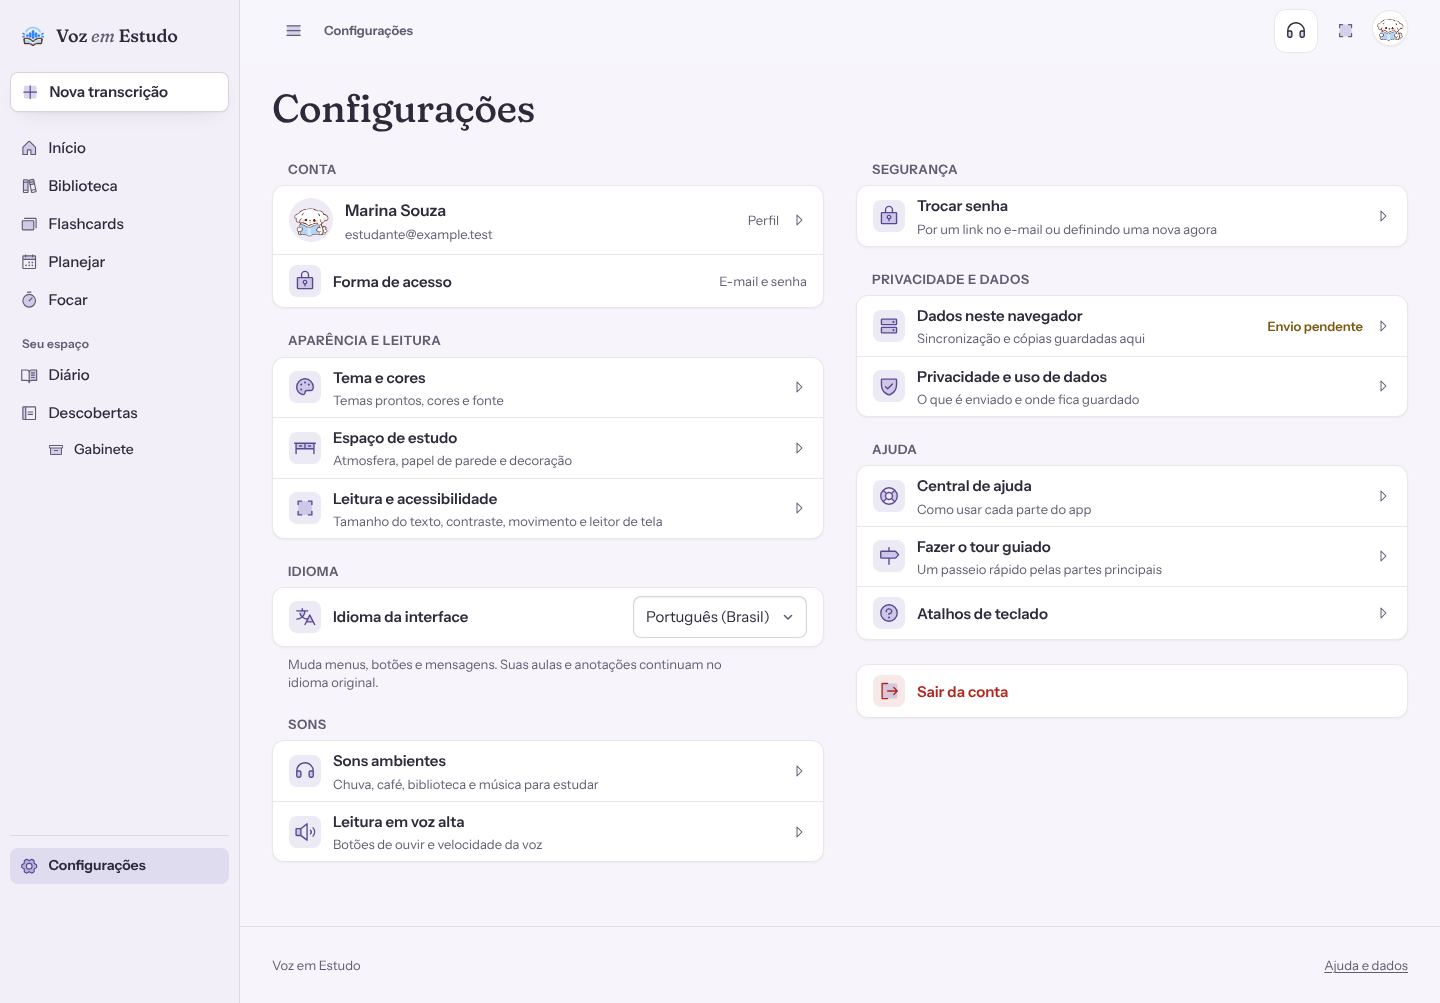 Voz em Estudo
Nova transcrição
Início
Biblioteca
Flashcards
Planejar
Focar
Seu espaço
Diário
Descobertas
Gabinete
Configurações
Configurações
Configurações
CONTA
Marina Souza
estudante@example.test
Perfil
Forma de acesso
E-mail e senha
APARÊNCIA E LEITURA
Tema e cores
Temas prontos, cores e fonte
Espaço de estudo
Atmosfera, papel de parede e decoração
Leitura e acessibilidade
Tamanho do texto, contraste, movimento e leitor de tela
IDIOMA
Idioma da interface
Português (Brasil)
Muda menus, botões e mensagens. Suas aulas e anotações continuam no
idioma original.
SONS
Sons ambientes
Chuva, café, biblioteca e música para estudar
Leitura em voz alta
Botões de ouvir e velocidade da voz
SEGURANÇA
Trocar senha
Por um link no e-mail ou definindo uma nova agora
PRIVACIDADE E DADOS
Dados neste navegador
Sincronização e cópias guardadas aqui
Envio pendente
Privacidade e uso de dados
O que é enviado e onde fica guardado
AJUDA
Central de ajuda
Como usar cada parte do app
Fazer o tour guiado
Um passeio rápido pelas partes principais
Atalhos de teclado
Sair da conta
Voz em Estudo
Ajuda e dados